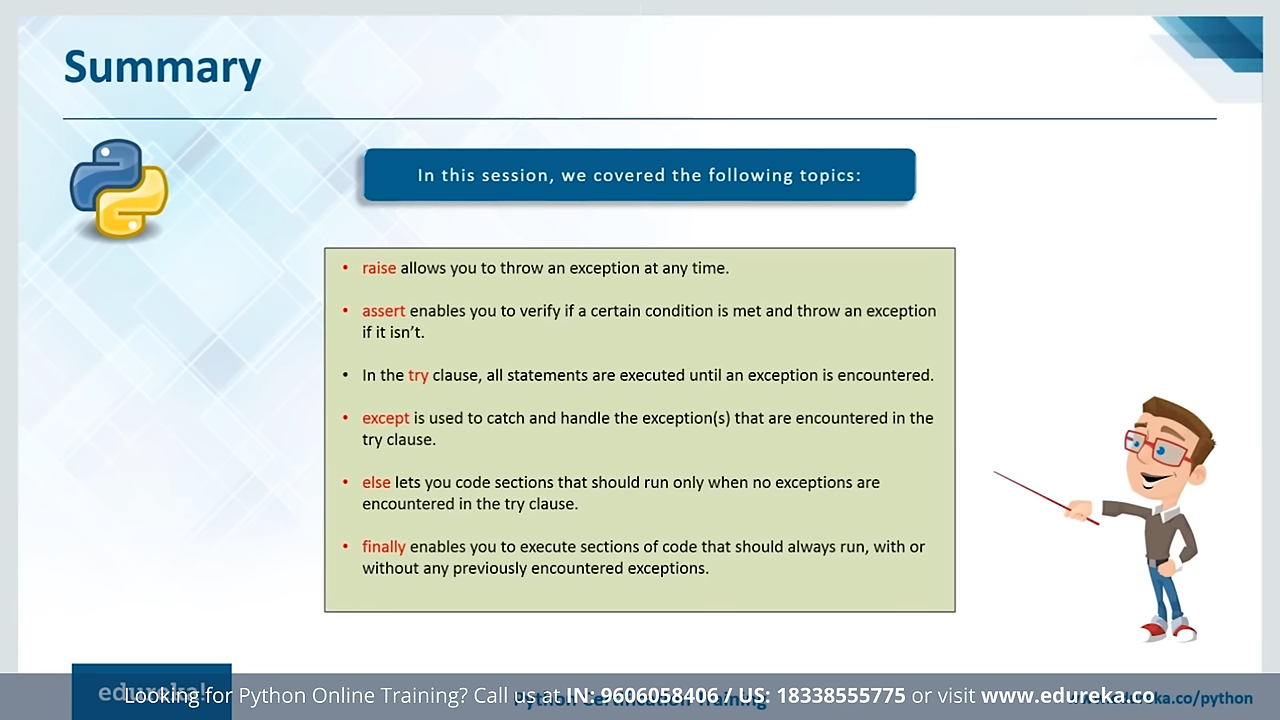 Summary
In this session, we covered the following topics:
• raise allows you to throw an exception at any time.
• assert enables you to verify if a certain condition is met and throw an exception
if it isn’t.
• In the try clause, all statements are executed until an exception is encountered.
• except is used to catch and handle the exception(s) that are encountered in the
try clause.
• else lets you code sections that should run only when no exceptions are
encountered in the try clause.
• finally enables you to execute sections of code that should always run, with or
without any previously encountered exceptions.
edureka!
Python Certification Training
Looking for Python Online Training? Call us at IN: 9606058406 / US: 18338555775 or visit www.edureka.co